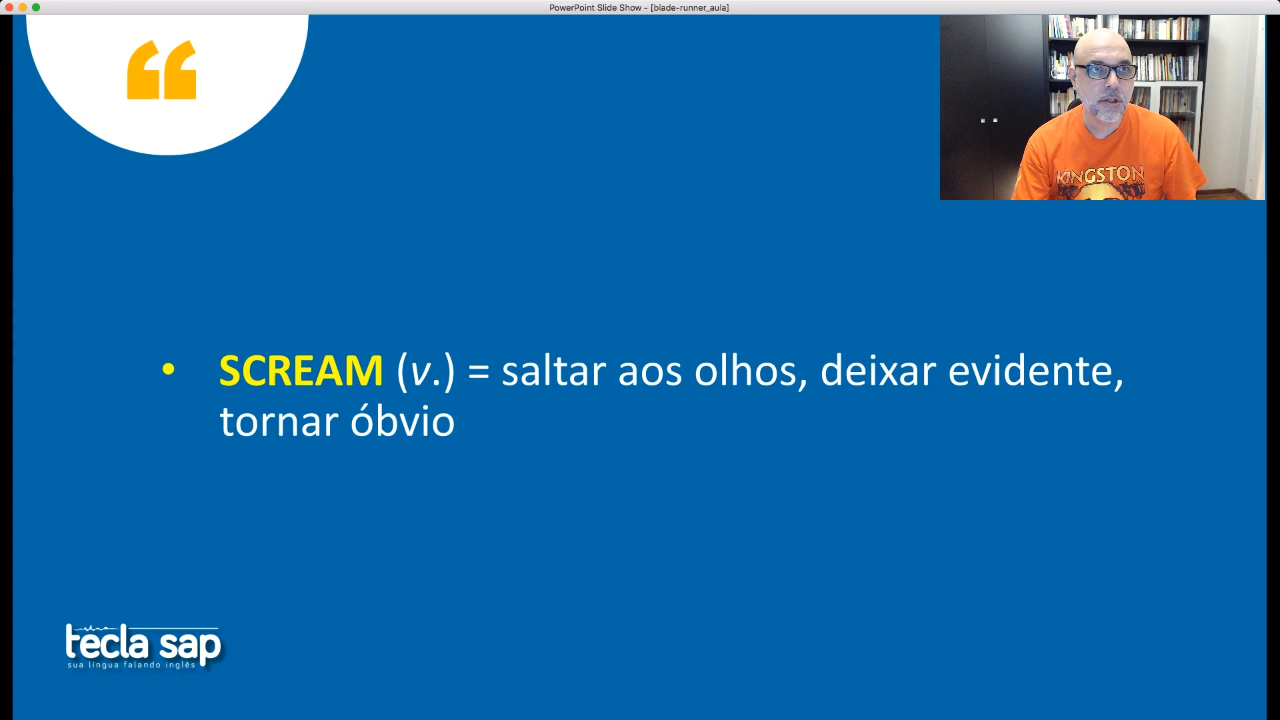 PowerPoint Slide Show - [blade-runner_aula]
“
KINGSTON
• SCREAM (v.) = saltar aos olhos, deixar evidente,
tornar óbvio
tecla sap
sua língua falando inglês